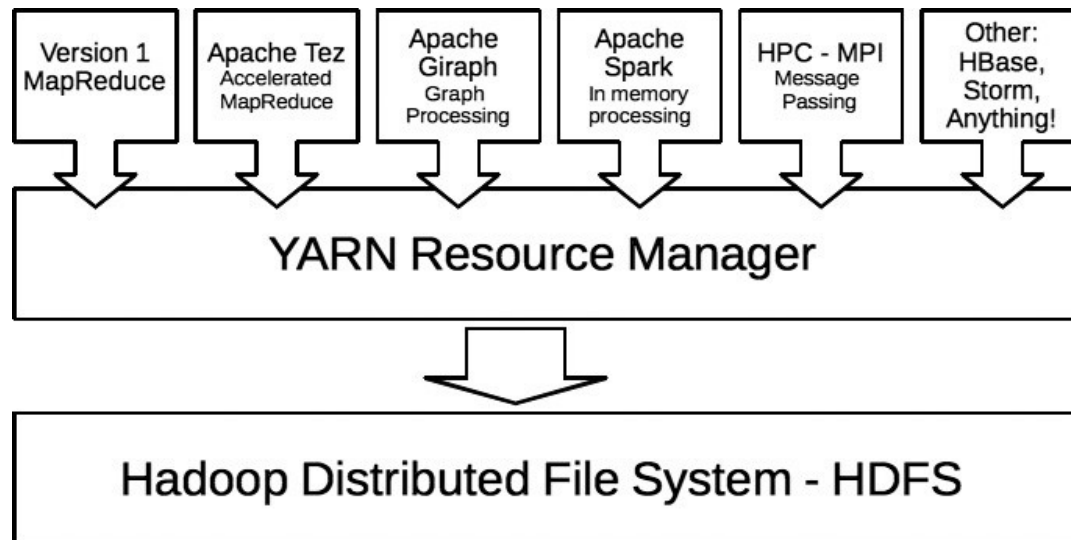 Version 1
MapReduce
Apache Tez
Accelerated
MapReduce
Apache
Giraph
Graph
Processing
Apache
Spark
In memory
processing
HPC - MPI
Message
Passing
Other:
HBase,
Storm,
Anything!
YARN Resource Manager
Hadoop Distributed File System - HDFS